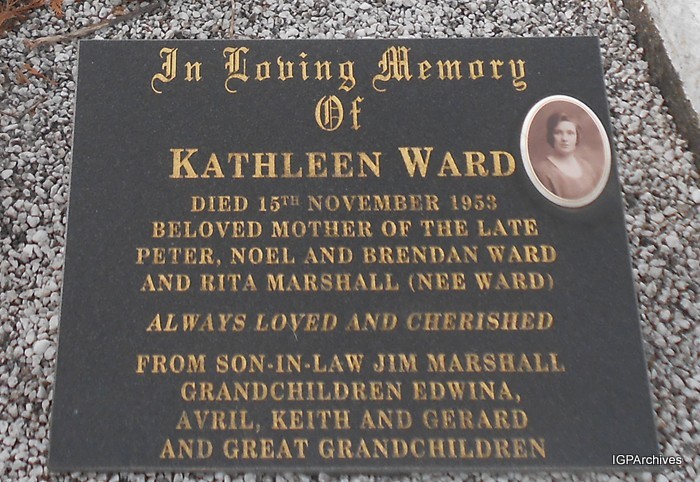 In Loving Memory
Of
KATHLEEN WARD
DIED 15TH NOVEMBER 1953
BELOVED MOTHER OF THE LATE
PETER, NOEL AND BRENDAN WARD
AND RITA MARSHALL (NEE WARD)
ALWAYS LOVED AND CHERISHED
FROM SON-IN-LAW JIM MARSHALL
GRANDCHILDREN EDWINA,
AVRIL, KEITH AND GERARD
AND GREAT GRANDCHILDREN
IGPArchives